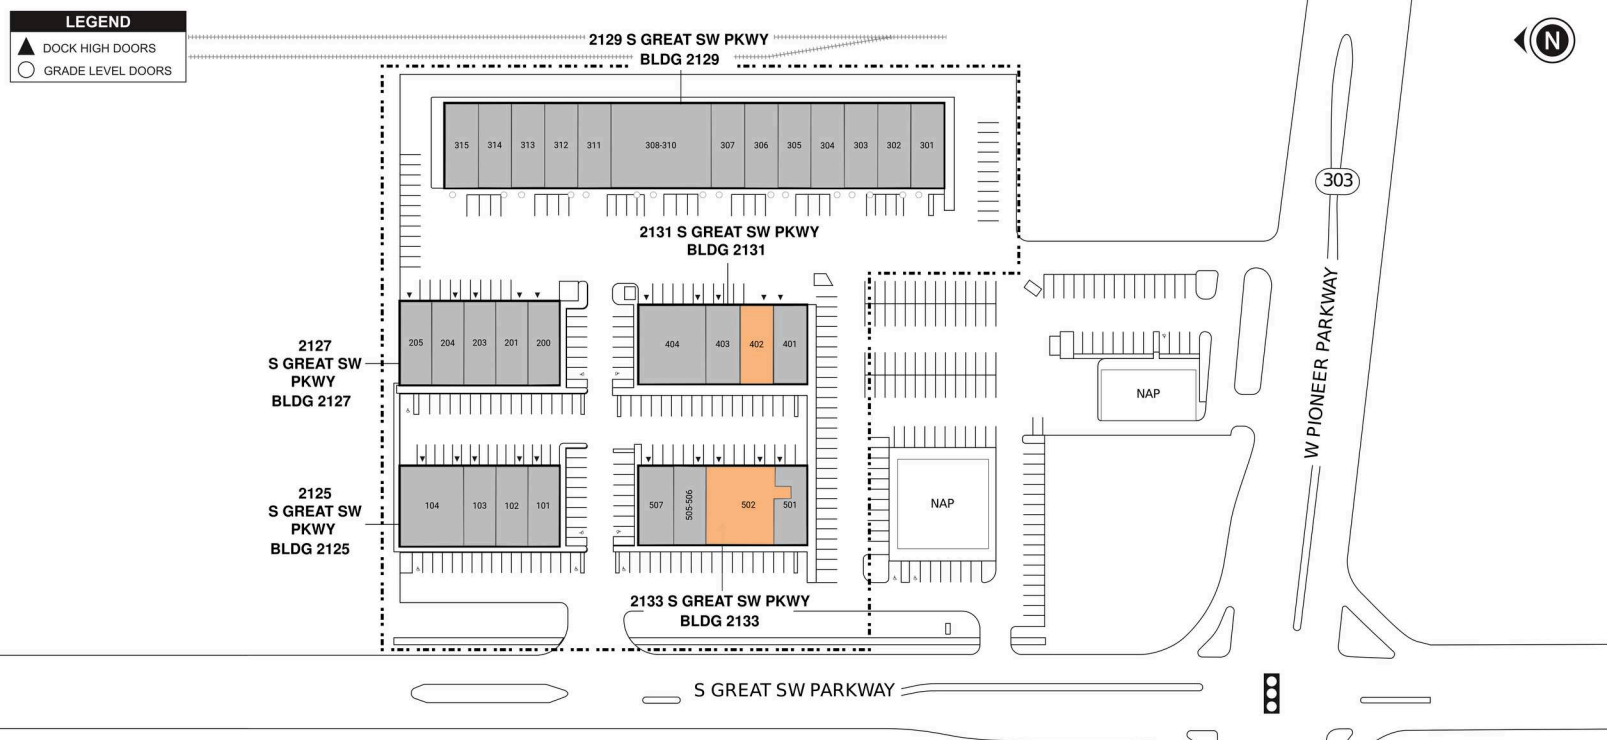 LEGEND
DOCK HIGH DOORS
GRADE LEVEL DOORS
2129 S GREAT SW PKWY
BLDG 2129
N
315 314 313 312 311 308-310 307 306 305 304 303 302 301
303
2131 S GREAT SW PKWY
BLDG 2131
2127
S GREAT SW
PKWY
BLDG 2127
205 204 203 201 200
404 403 402 401
NAP
W PIONEER PARKWAY
2125
S GREAT SW
PKWY
BLDG 2125
104 103 102 101
507 505-506 502 501
NAP
2133 S GREAT SW PKWY
BLDG 2133
S GREAT SW PARKWAY